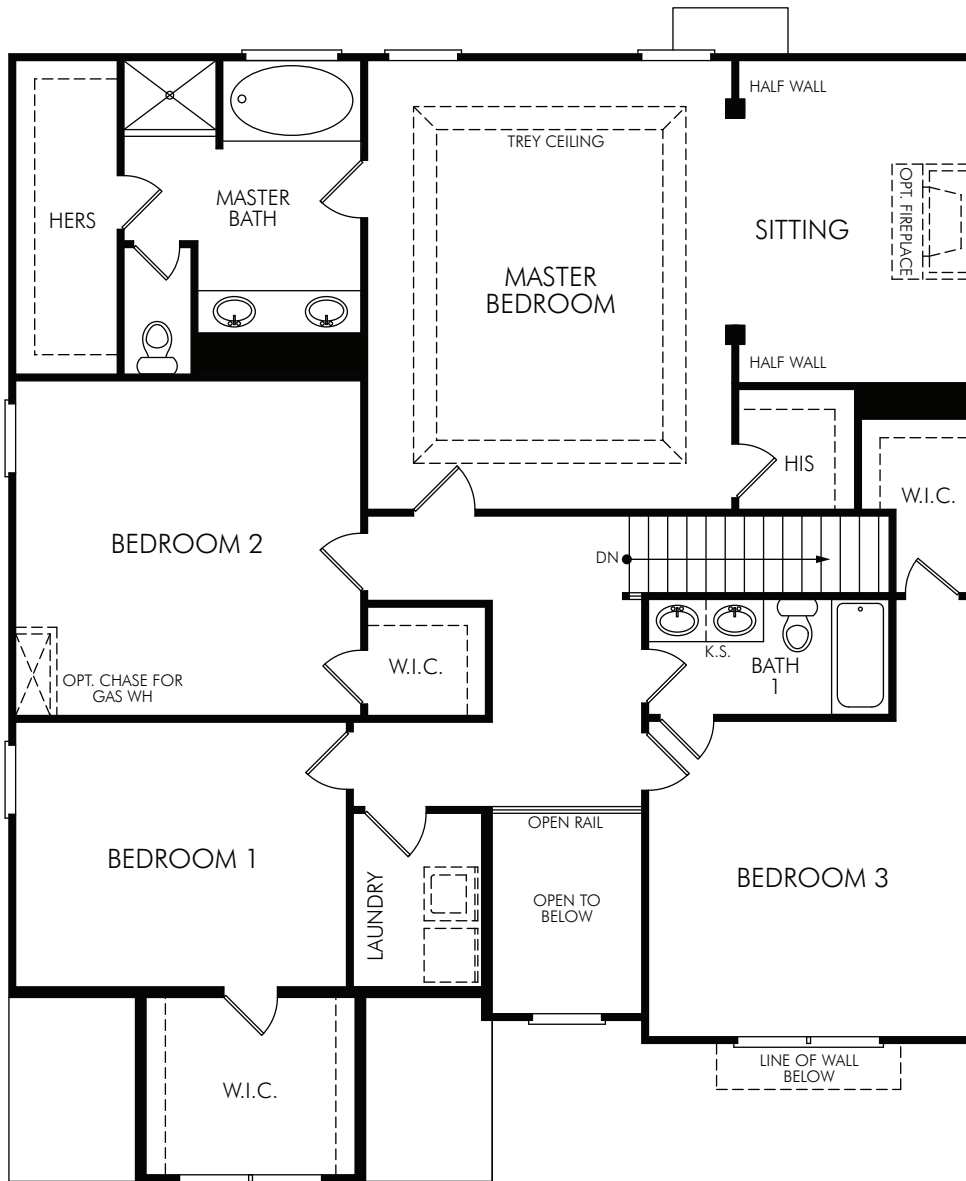 HALF WALL
TREY CEILING
OPT. FIREPLACE
MASTER
BATH
HERS
SITTING
MASTER
BEDROOM
HALF WALL
HIS
W.I.C.
BEDROOM 2
DN
K.S.
BATH
1
W.I.C.
OPT. CHASE FOR
GAS WH
OPEN RAIL
BEDROOM 1
BEDROOM 3
LAUNDRY
OPEN TO
BELOW
LINE OF WALL
BELOW
W.I.C.